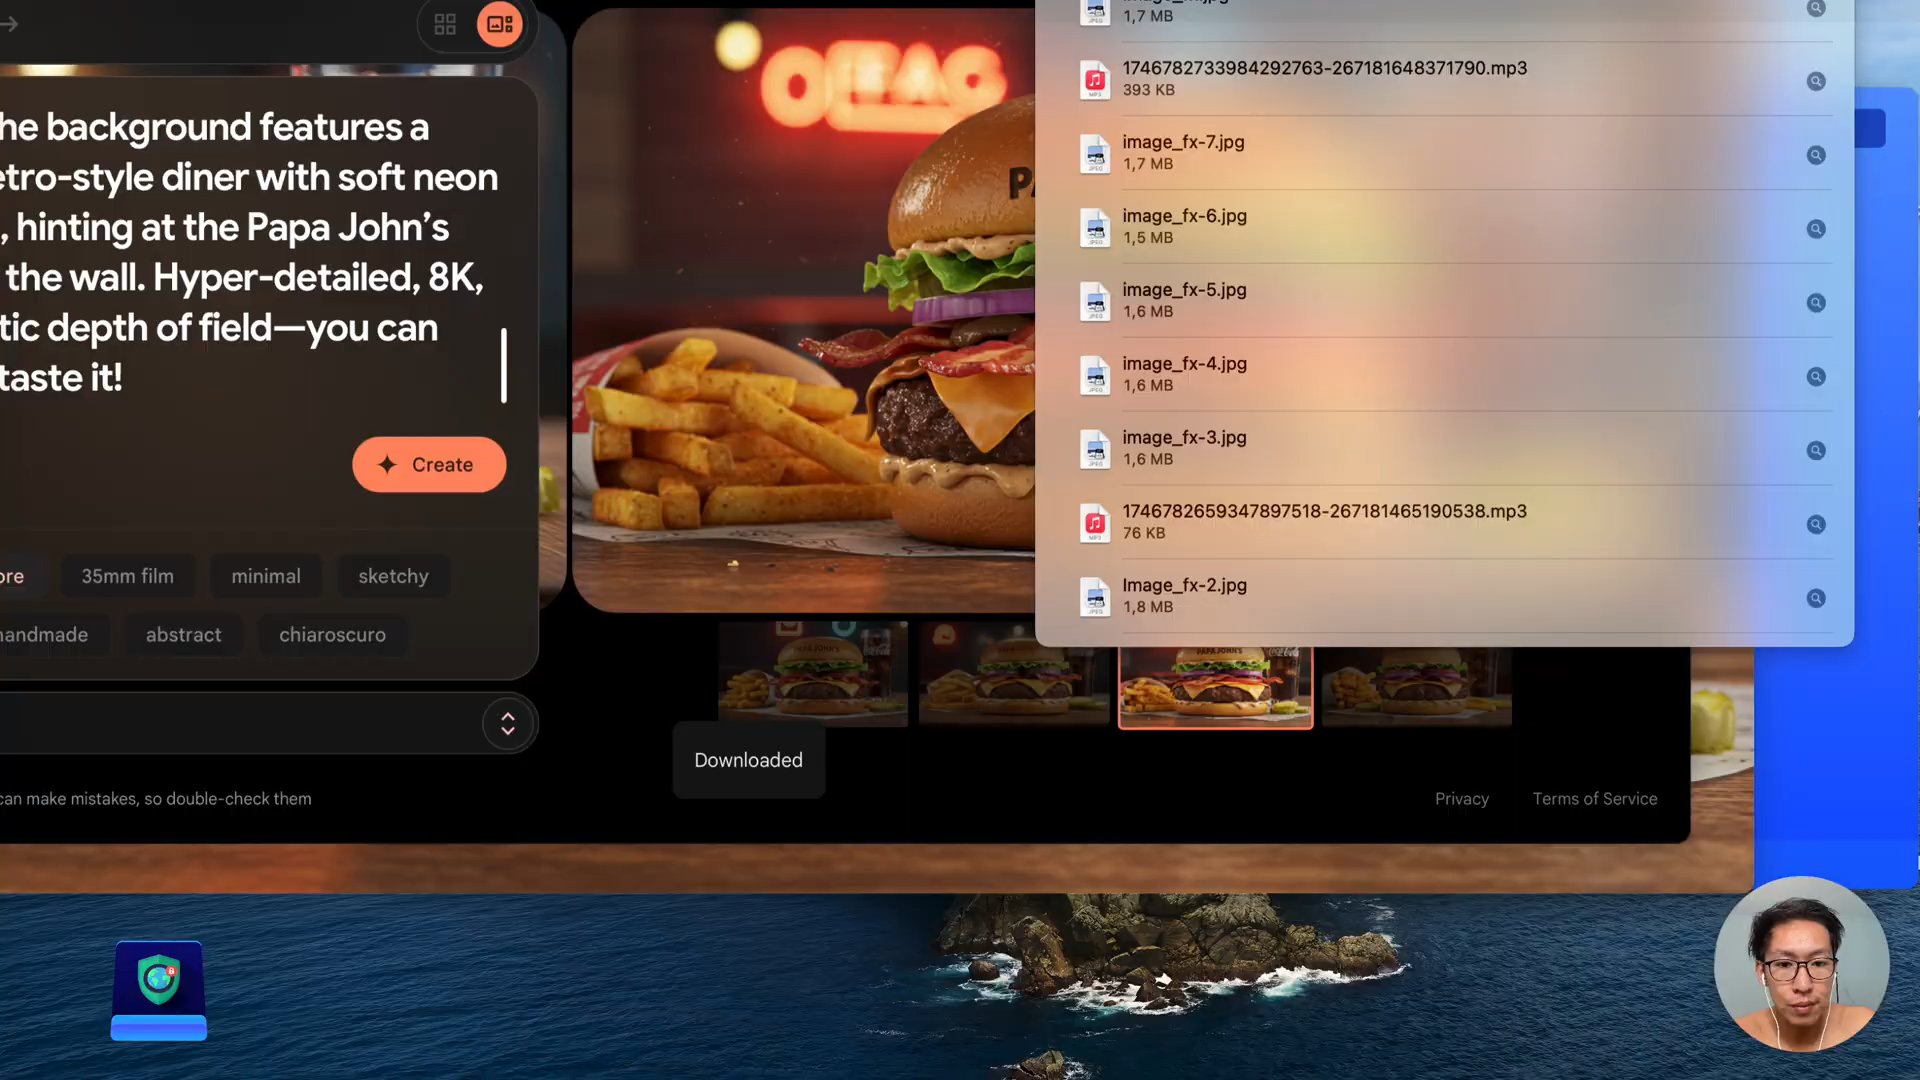 he background features a
etro-style diner with soft neon
, hinting at the Papa John's
the wall. Hyper-detailed, 8K,
tic depth of field—you can
taste it!
Create
ore
35mm film
minimal
sketchy
andmade
abstract
chiaroscuro
can make mistakes, so double-check them
1,7 MB
1746782733984292763-267181648371790.mp3
393 KB
image_fx-7.jpg
1,7 MB
image_fx-6.jpg
1,5 MB
image_fx-5.jpg
1,6 MB
image_fx-4.jpg
1,6 MB
image_fx-3.jpg
1,6 MB
1746782659347897518-267181465190538.mp3
76 KB
Image_fx-2.jpg
1,8 MB
PAPA JOHN'S
PAPA JOHN'S
Downloaded
Privacy
Terms of Service